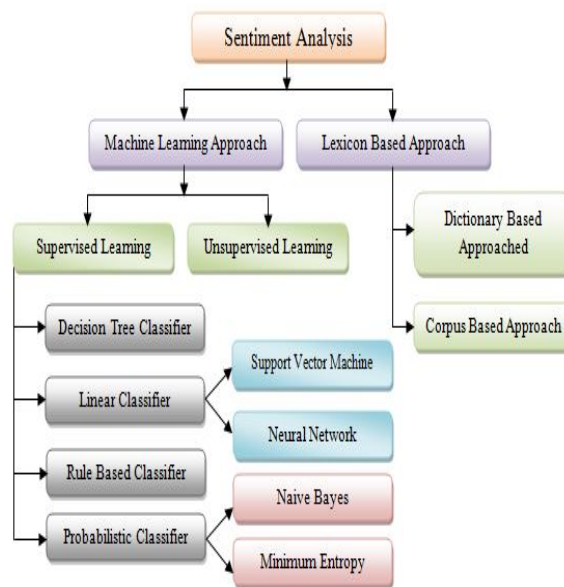 Sentiment Analysis
Machine Learning Approach
Lexicon Based Approach
Supervised Learning
Unsupervised Learning
Dictionary Based
Approached
Corpus Based Approach
Decision Tree Classifier
Linear Classifier
Rule Based Classifier
Probabilistic Classifier
Support Vector Machine
Neural Network
Naive Bayes
Minimum Entropy